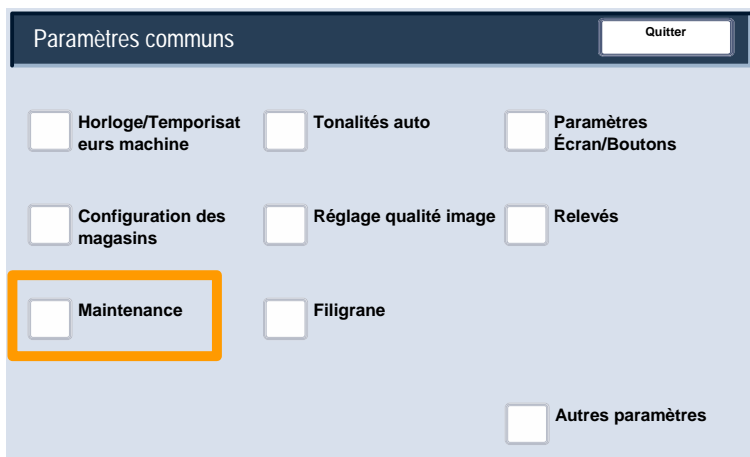 Paramètres communs
Quitter
Horloge/Temporisat
eurs machine
Tonalités auto
Paramètres
Écran/Boutons
Configuration des
magasins
Réglage qualité image
Relevés
Maintenance
Filigrane
Autres paramètres